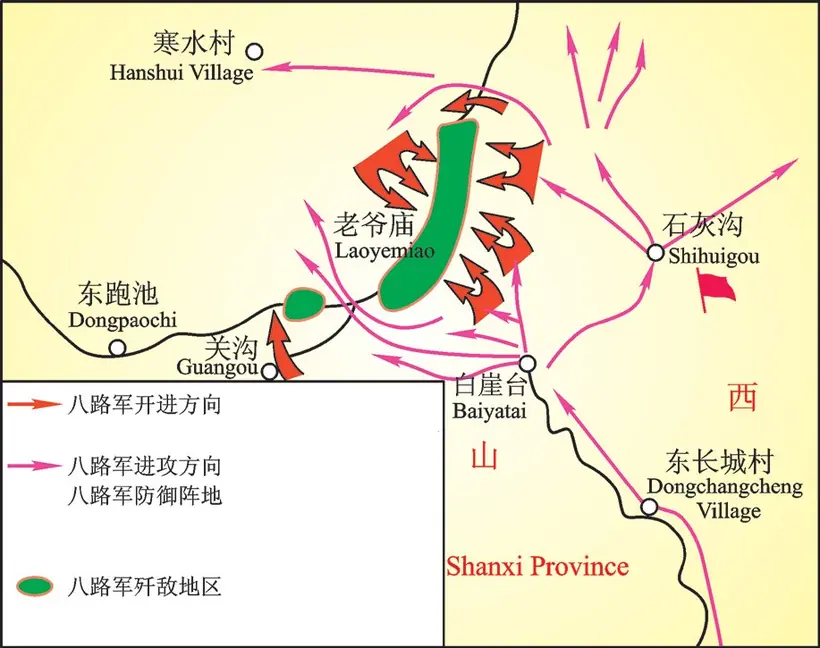 寒水村
Hanshui Village
老爷庙
Laoyemiao
石灰沟
Shihuigou
东跑池
Dongpaochi
关沟
Guangou
白崖台
Baiyatai
西
山
东长城村
Dongchangcheng
Village
Shanxi Province
八路军开进方向
八路军进攻方向
八路军防御阵地
八路军歼敌地区